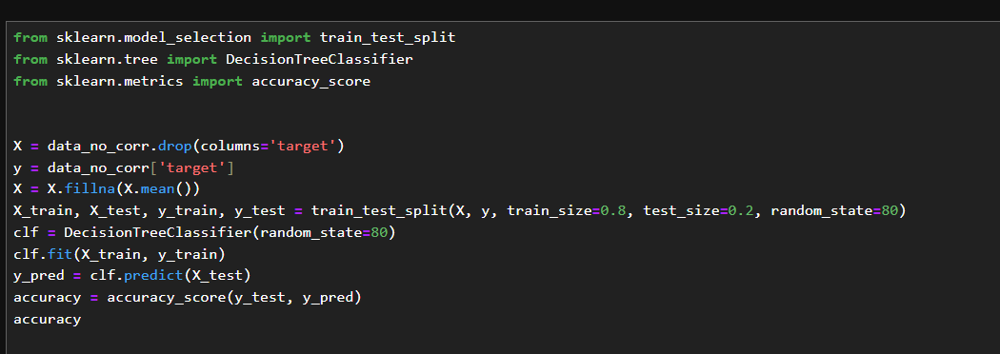 from sklearn.model_selection import train_test_split
from sklearn.tree import DecisionTreeClassifier
from sklearn.metrics import accuracy_score
X = data_no_corr.drop(columns='target')
y = data_no_corr['target']
X = X.fillna(X.mean())
X_train, X_test, y_train, y_test = train_test_split(X, y, train_size=0.8, test_size=0.2, random_state=80)
clf = DecisionTreeClassifier(random_state=80)
clf.fit(X_train, y_train)
y_pred = clf.predict(X_test)
accuracy = accuracy_score(y_test, y_pred)
accuracy